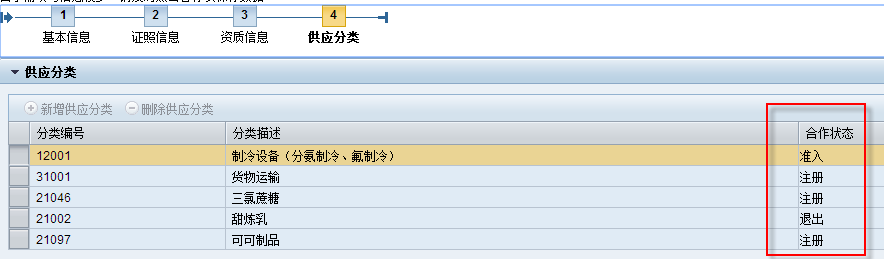 1 2 3 4
基本信息 证照信息 资质信息 供应分类
供应分类
新增供应分类 删除供应分类
分类编号 分类描述 合作状态
12001 制冷设备（分氨制冷、氟制冷） 准入
31001 货物运输 注册
21046 三氯蔗糖 注册
21002 甜炼乳 退出
21097 可可制品 注册